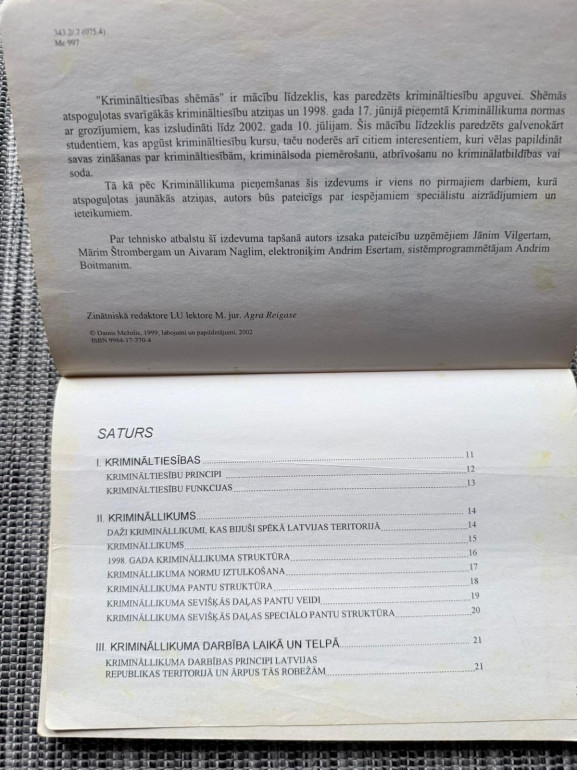 343.2/.7 (075.4)
Me 997
"Krimināltiesības shēmās" ir mācību līdzeklis, kas paredzēts krimināltiesību apguvei. Shēmās
atspoguļotas svarīgākās krimināltiesību atziņas un 1998. gada 17. jūnijā pieņemtā Krimināllikuma normas
ar grozījumiem, kas izsludināti līdz 2002. gada 10. jūlijam. Šis mācību līdzeklis paredzēts galvenokārt
studentiem, kas apgūst krimināltiesību kursu, taču noderēs arī citiem interesentiem, kuri vēlas papildināt
savas zināšanas par krimināltiesībām, kriminālsoda piemērošanu, atbrīvošanu no kriminālatbildības vai
soda.
Tā kā pēc Krimināllikuma pieņemšanas šis izdevums ir viens no pirmajiem darbiem, kurā
atspoguļotas jaunākās atziņas, autors būs pateicīgs par iespējamiem speciālistu aizrādījumiem un
ieteikumiem.
Par tehnisko atbalstu šī izdevuma tapšanā autors izsaka pateicību uzņēmējiem Jānim Vilgertam,
Mārim Štrombergam un Aivaram Naglim, elektroniķim Andrim Esertam, sistēmprogrammētājam Andrim
Boitmanim.
Zinātniskā redaktore LU lektore M. jur. Agra Reigase
© Dainis Mežulis, 1999, labojumi un papildinājumi, 2002
ISBN 9984-17-270-4
SATURS
I. KRIMINĀLTIESĪBAS 11
KRIMINĀLTIESĪBU PRINCIPI 12
KRIMINĀLTIESĪBU FUNKCIJAS 13
II. KRIMINĀLLIKUMS 14
DAŽI KRIMINĀLLIKUMI, KAS BIJUŠI SPĒKĀ LATVIJAS TERITORIJĀ 14
KRIMINĀLLIKUMS 15
1998. GADA KRIMINĀLLIKUMA STRUKTŪRA 16
KRIMINĀLLIKUMA NORMU IZTULKOŠANA 17
KRIMINĀLLIKUMA PANTU STRUKTŪRA 18
KRIMINĀLLIKUMA SEVIŠĶĀS DAĻAS PANTU VEIDI 19
KRIMINĀLLIKUMA SEVIŠĶĀS DAĻAS SPECIĀLO PANTU STRUKTŪRA 20
III. KRIMINĀLLIKUMA DARBĪBA LAIKĀ UN TELPĀ 21
KRIMINĀLLIKUMA DARBĪBAS PRINCIPI LATVIJAS
REPUBLIKAS TERITORIJĀ UN ĀRPUS TĀS ROBEŽĀM 21